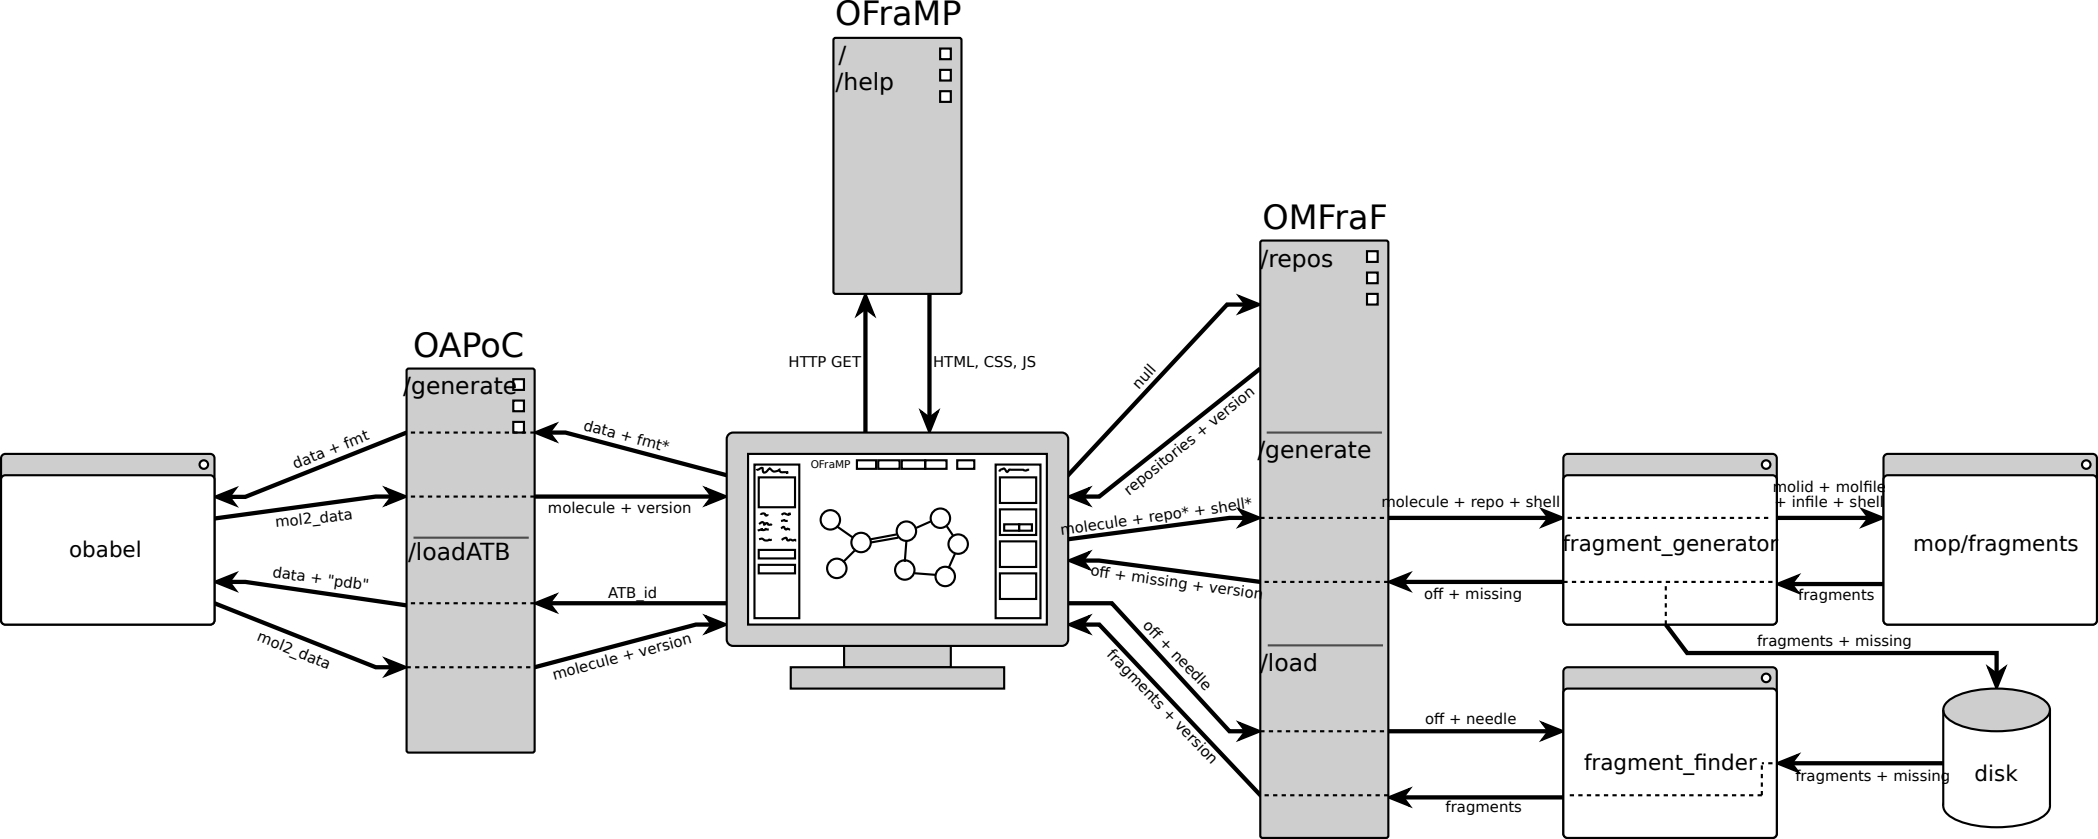 OFraMP
/
/help
HTTP GET
HTML, CSS, JS
OAPoC
/generate
data + fmt
data + fmt*
mol2_data
molecule + version
obabel
/loadATB
data + "pdb"
ATB_id
mol2_data
molecule + version
OFraMP
OMFraF
/repos
null
repositories + version
/generate
molecule + repo* + shell*
off + missing + version
/load
off + needle
fragments + version
molecule + repo + shell
off + missing
fragment_generator
molid + molfile
+ infile + shell
mop/fragments
fragments
fragments + missing
off + needle
fragment_finder
fragments
fragments + missing
disk